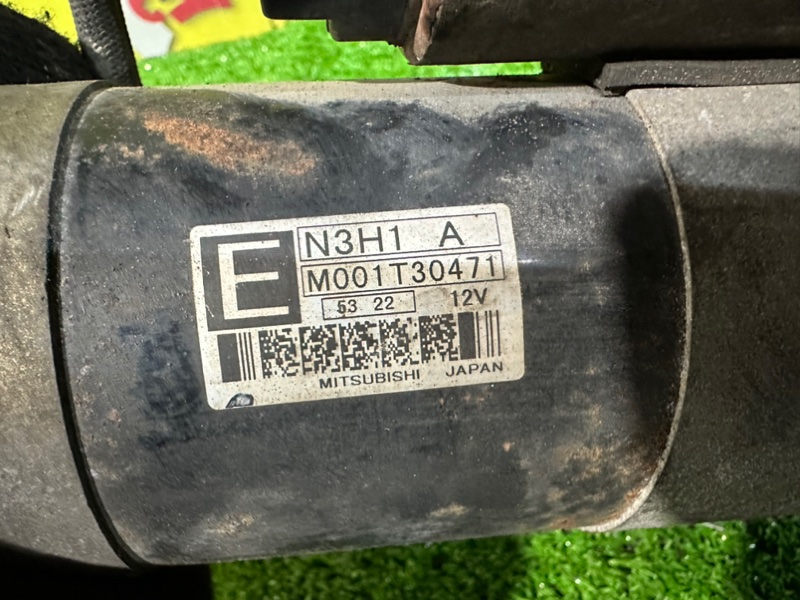 E
N3H1 A
M001T30471
53 22 12V
MITSUBISHI JAPAN